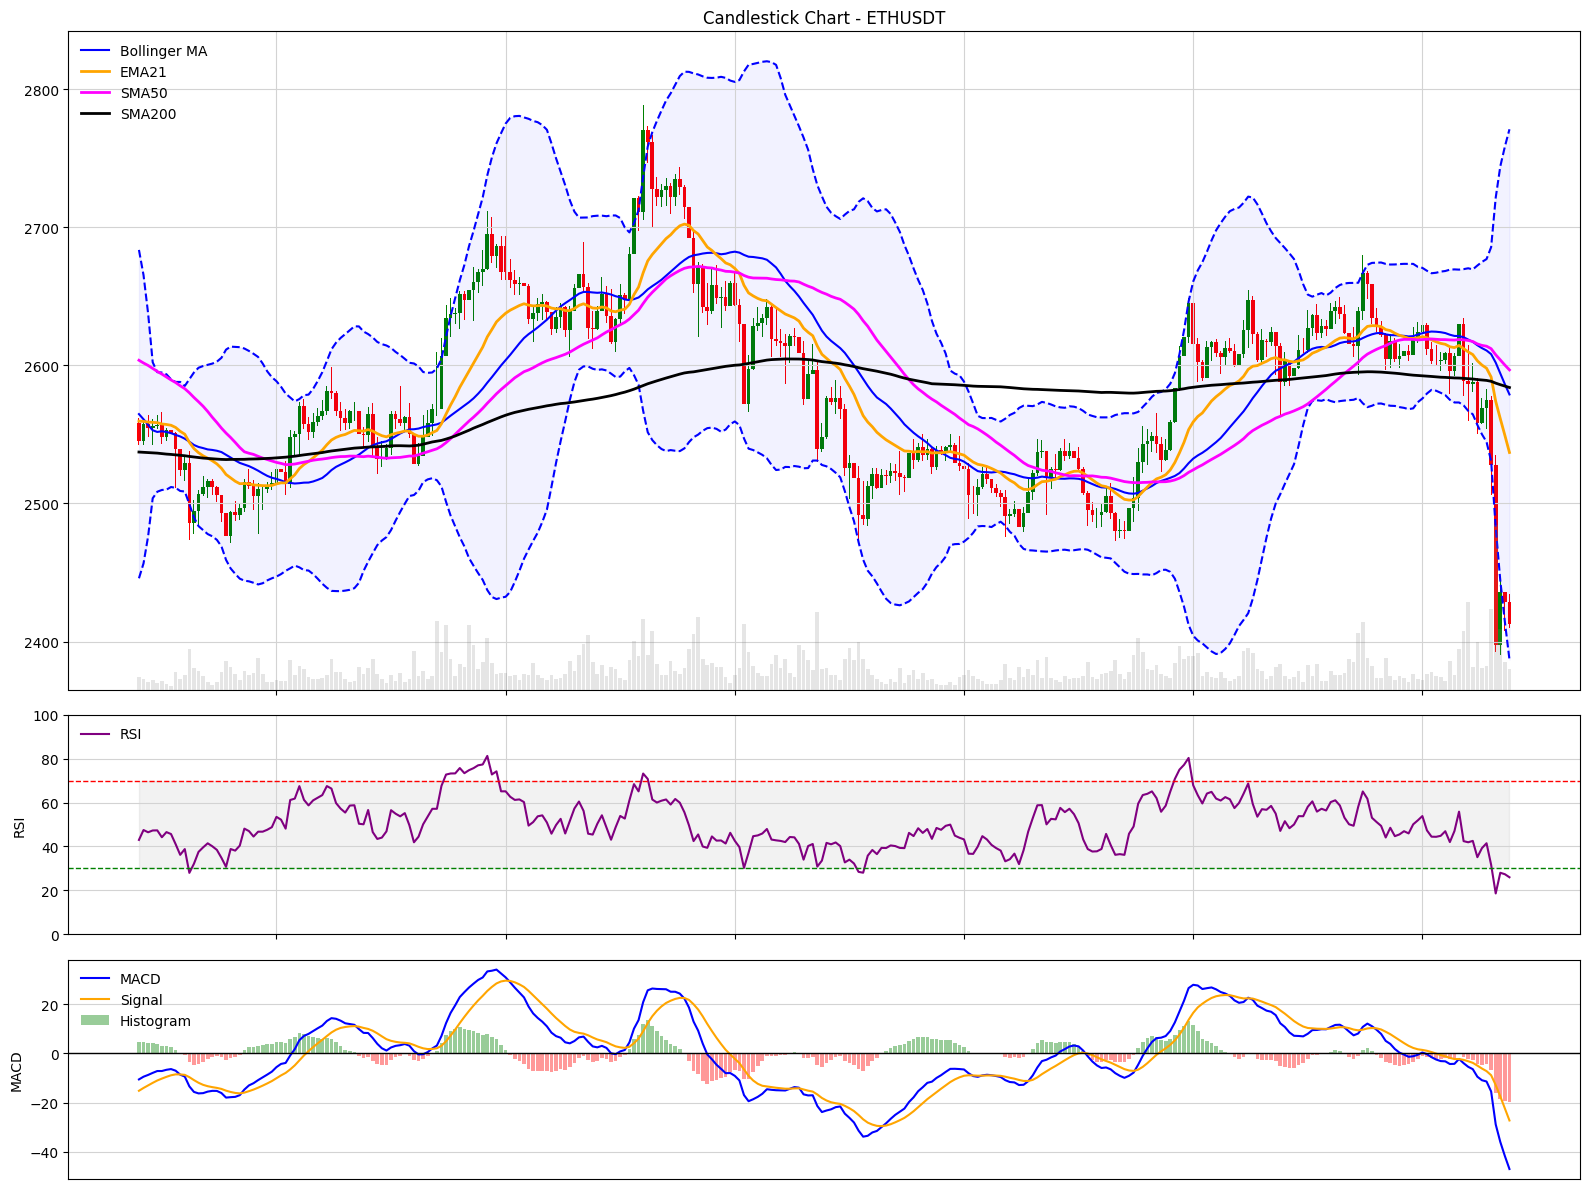 Candlestick Chart - ETHUSDT
Bollinger MA
EMA21
SMA50
SMA200
2800
2700
2600
2500
2400
100
80
60
40
20
0
RSI
RSI
MACD
Signal
Histogram
20
0
−20
−40
MACD